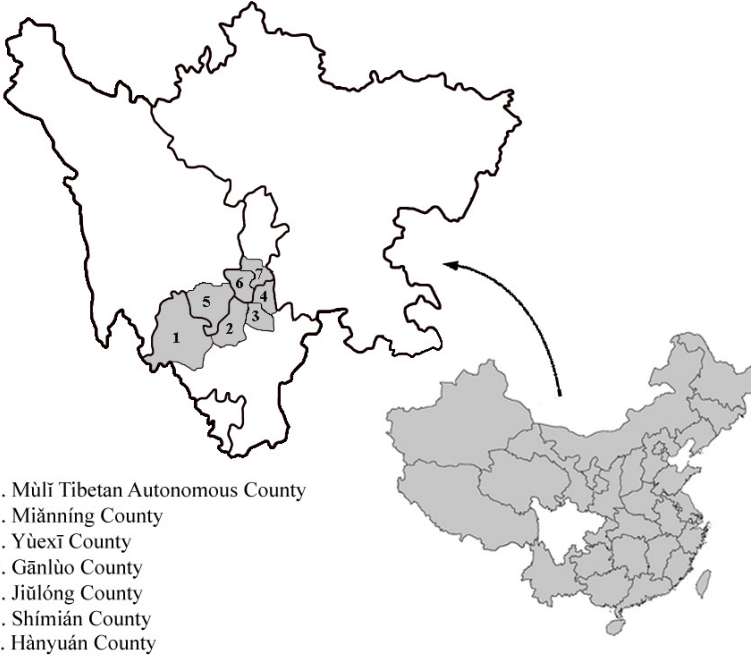 7
6
5
4
3
2
1
. Mùlǐ Tibetan Autonomous County
. Miǎnníng County
. Yùexī County
. Gānlùo County
. Jiǔlóng County
. Shímián County
. Hànyuán County